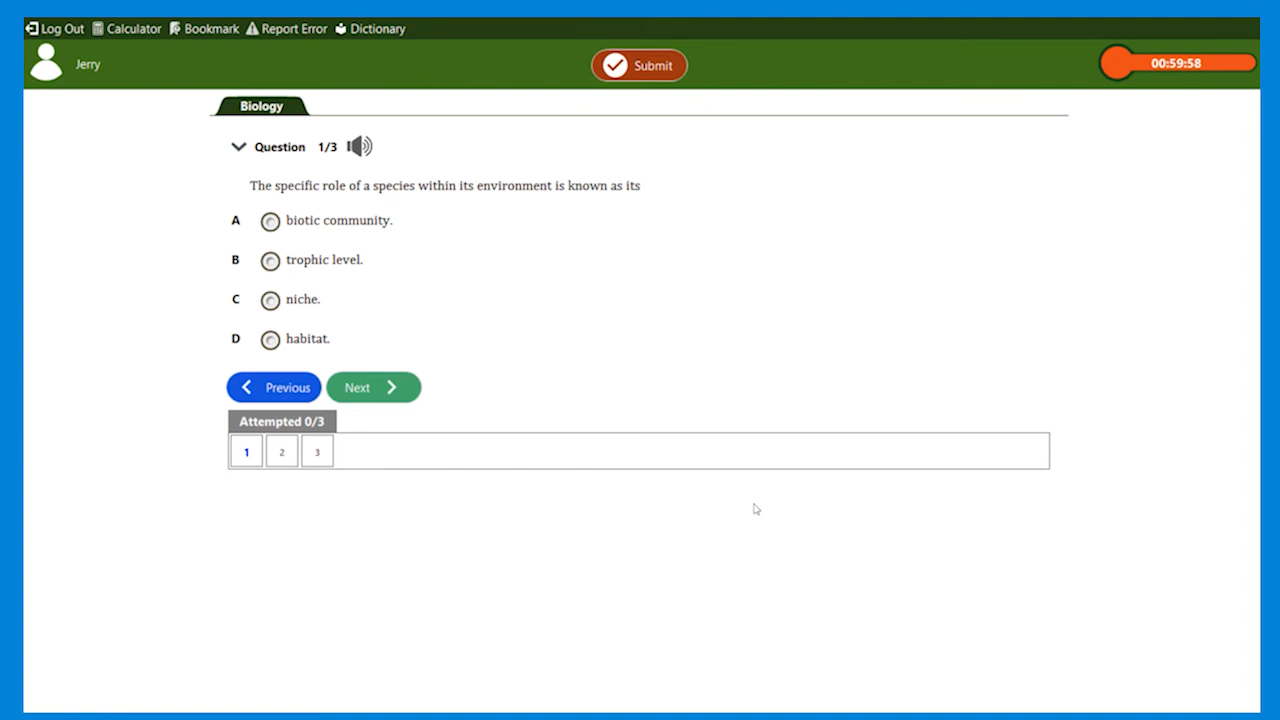 Log Out Calculator Bookmark Report Error Dictionary
Jerry
Submit
00:59:58
Biology
Question 1/3
The specific role of a species within its environment is known as its
A biotic community.
B trophic level.
C niche.
D habitat.
Previous Next
Attempted 0/3
1 2 3